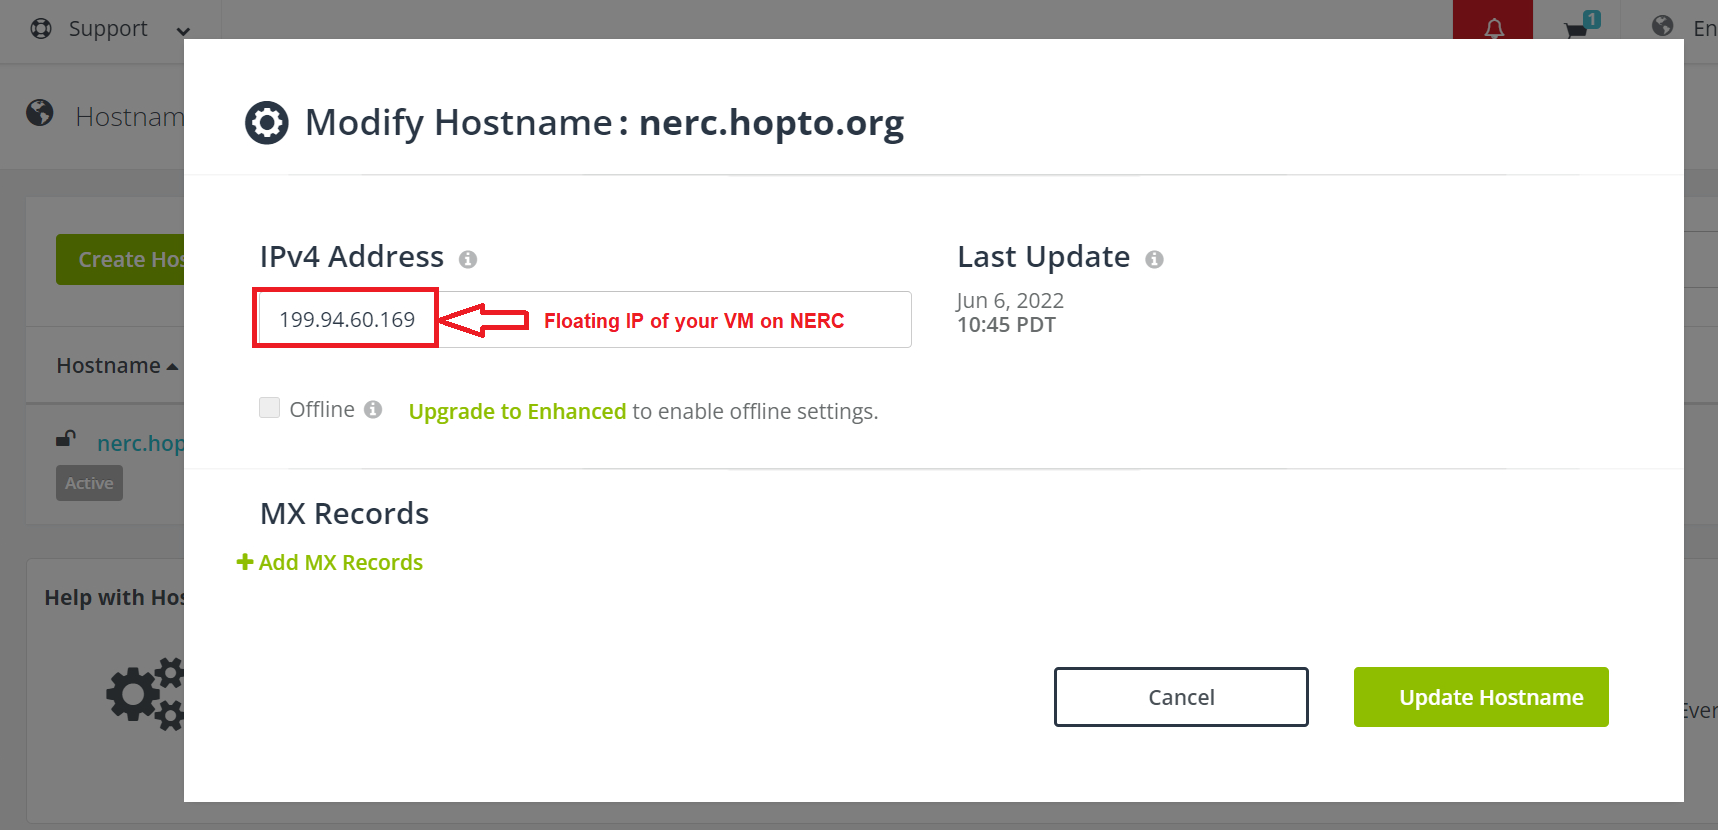 Support
1
En
Hostnam
Modify Hostname: nerc.hopto.org
Create Hos
IPv4 Address
Last Update
199.94.60.169
Floating IP of your VM on NERC
Jun 6, 2022
10:45 PDT
Hostname
Offline
Upgrade to Enhanced to enable offline settings.
nerc.hop
Active
MX Records
+ Add MX Records
Help with Hos
Cancel
Update Hostname
Ever